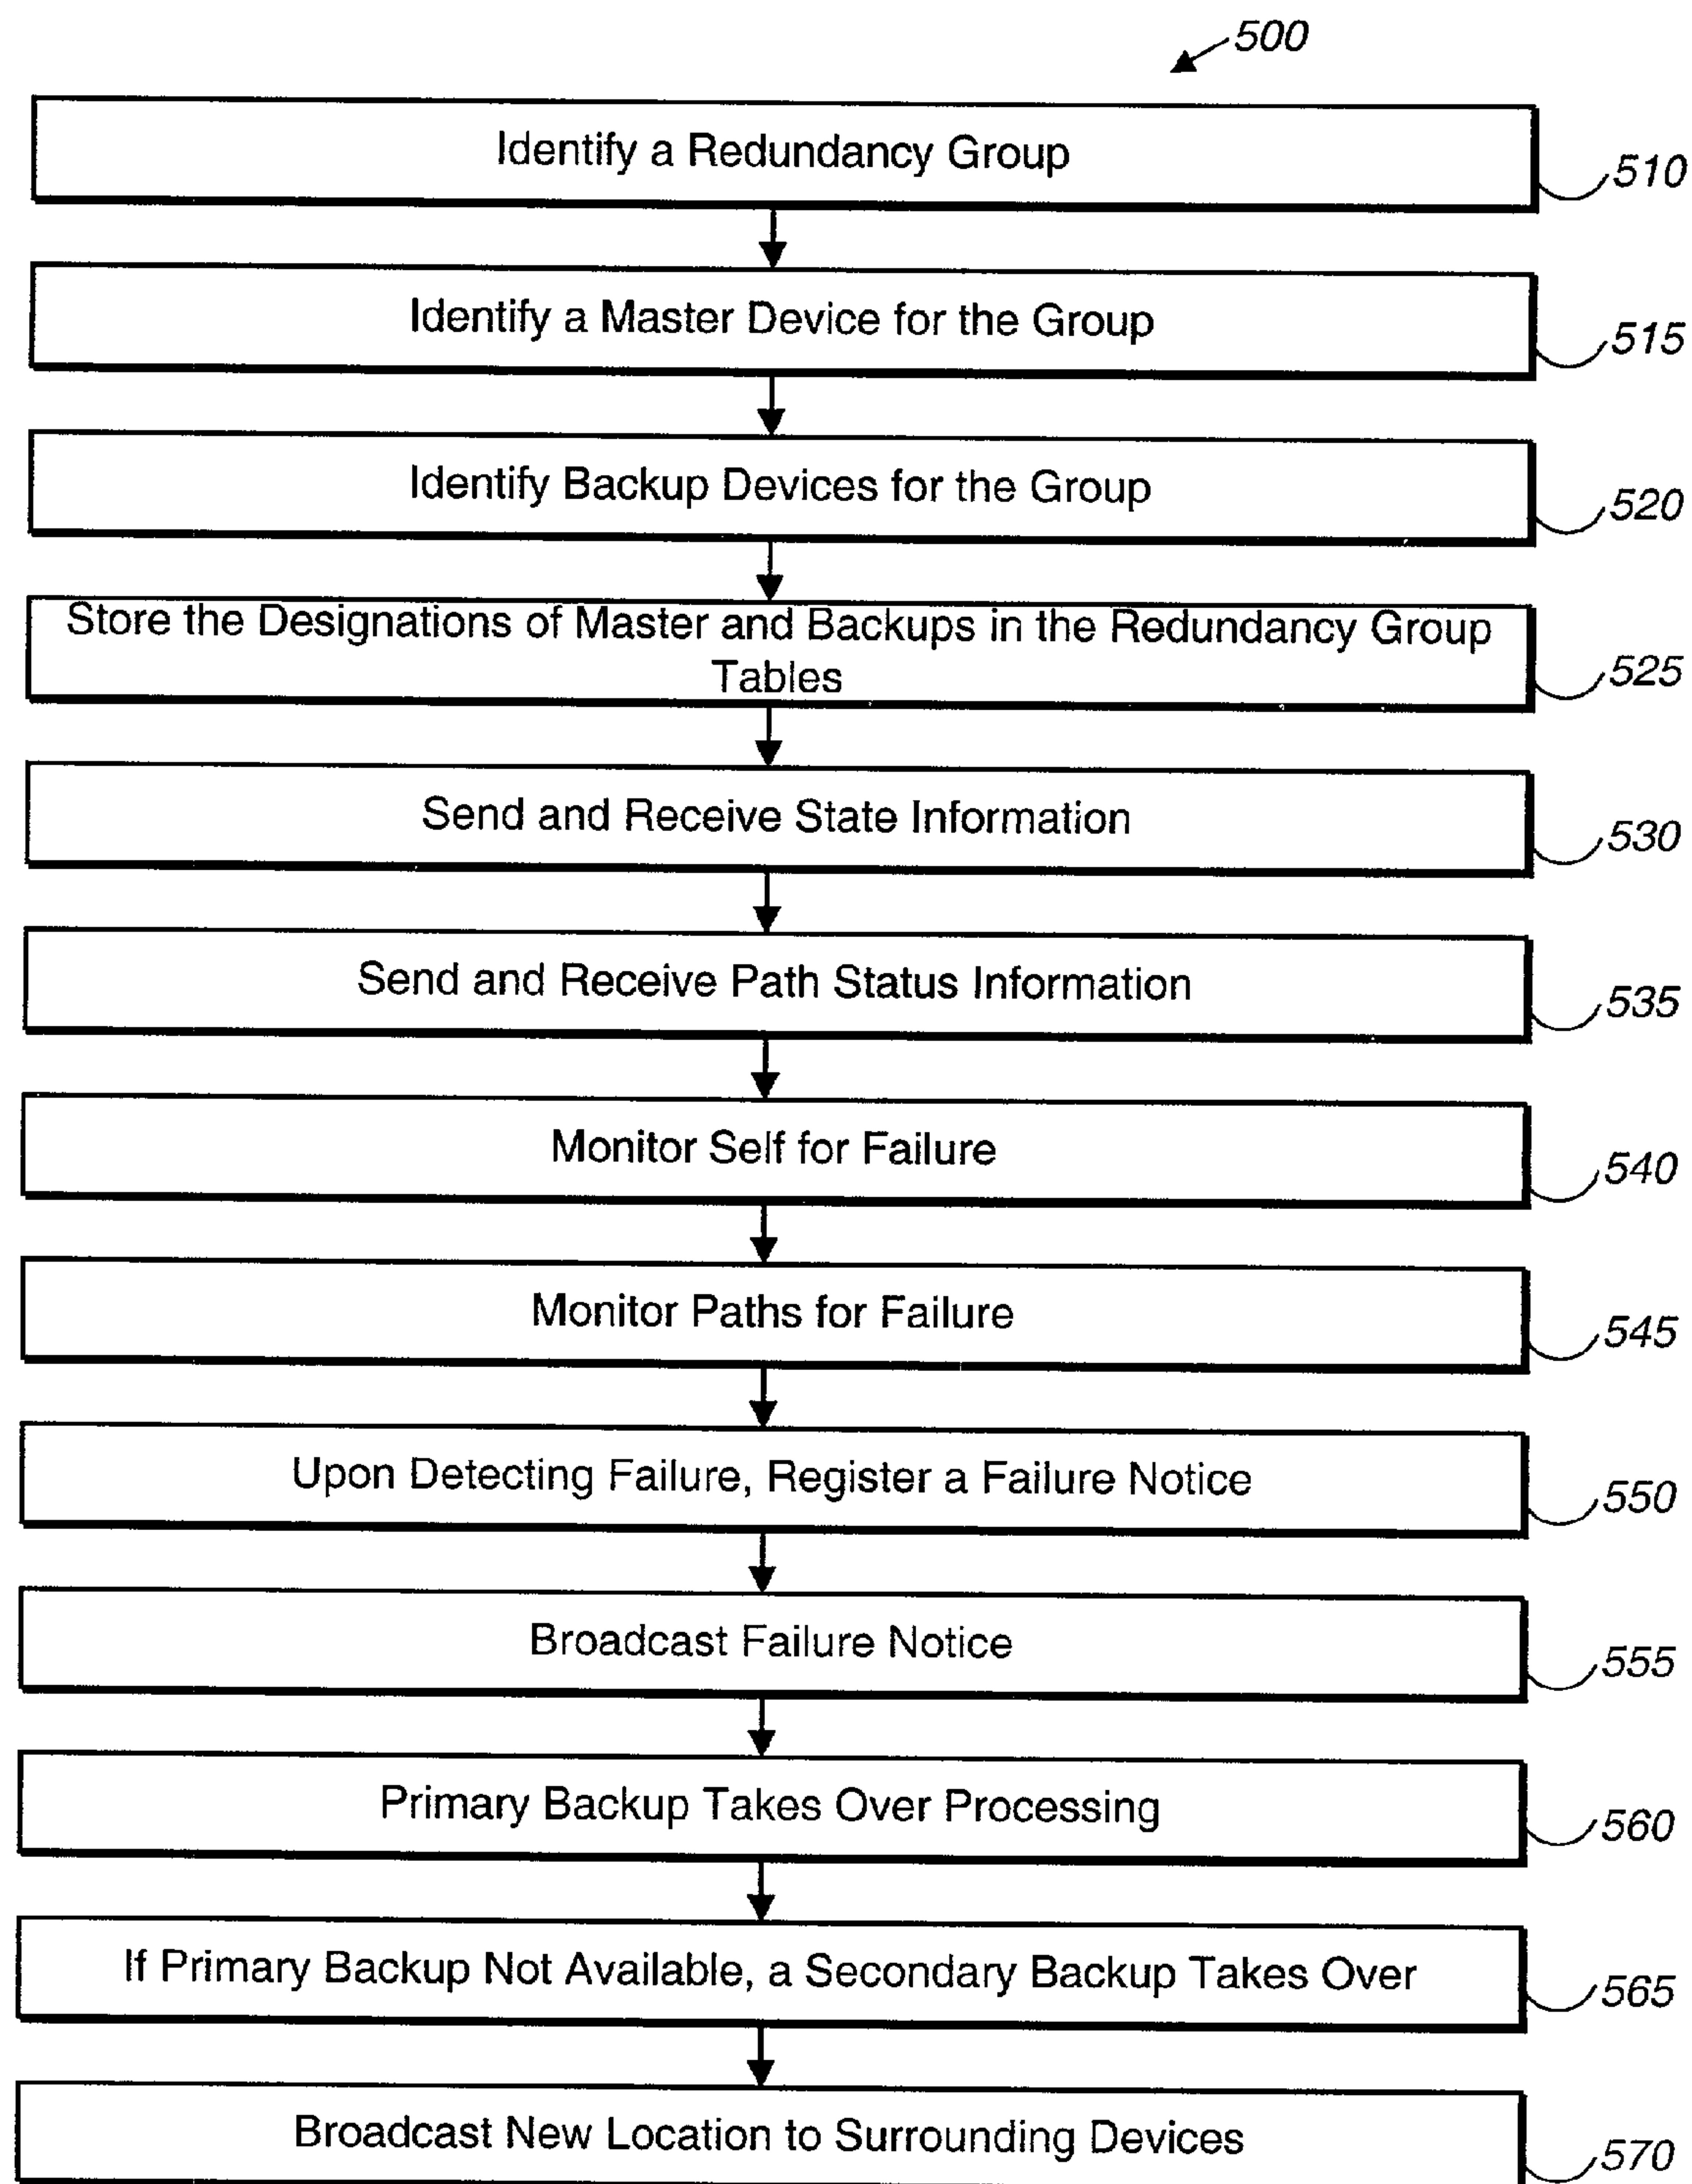 500
Identify a Redundancy Group
510
Identify a Master Device for the Group
515
Identify Backup Devices for the Group
520
Store the Designations of Master and Backups in the Redundancy Group
Tables
525
Send and Receive State Information
530
Send and Receive Path Status Information
535
Monitor Self for Failure
540
Monitor Paths for Failure
545
Upon Detecting Failure, Register a Failure Notice
550
Broadcast Failure Notice
555
Primary Backup Takes Over Processing
560
If Primary Backup Not Available, a Secondary Backup Takes Over
565
Broadcast New Location to Surrounding Devices
570